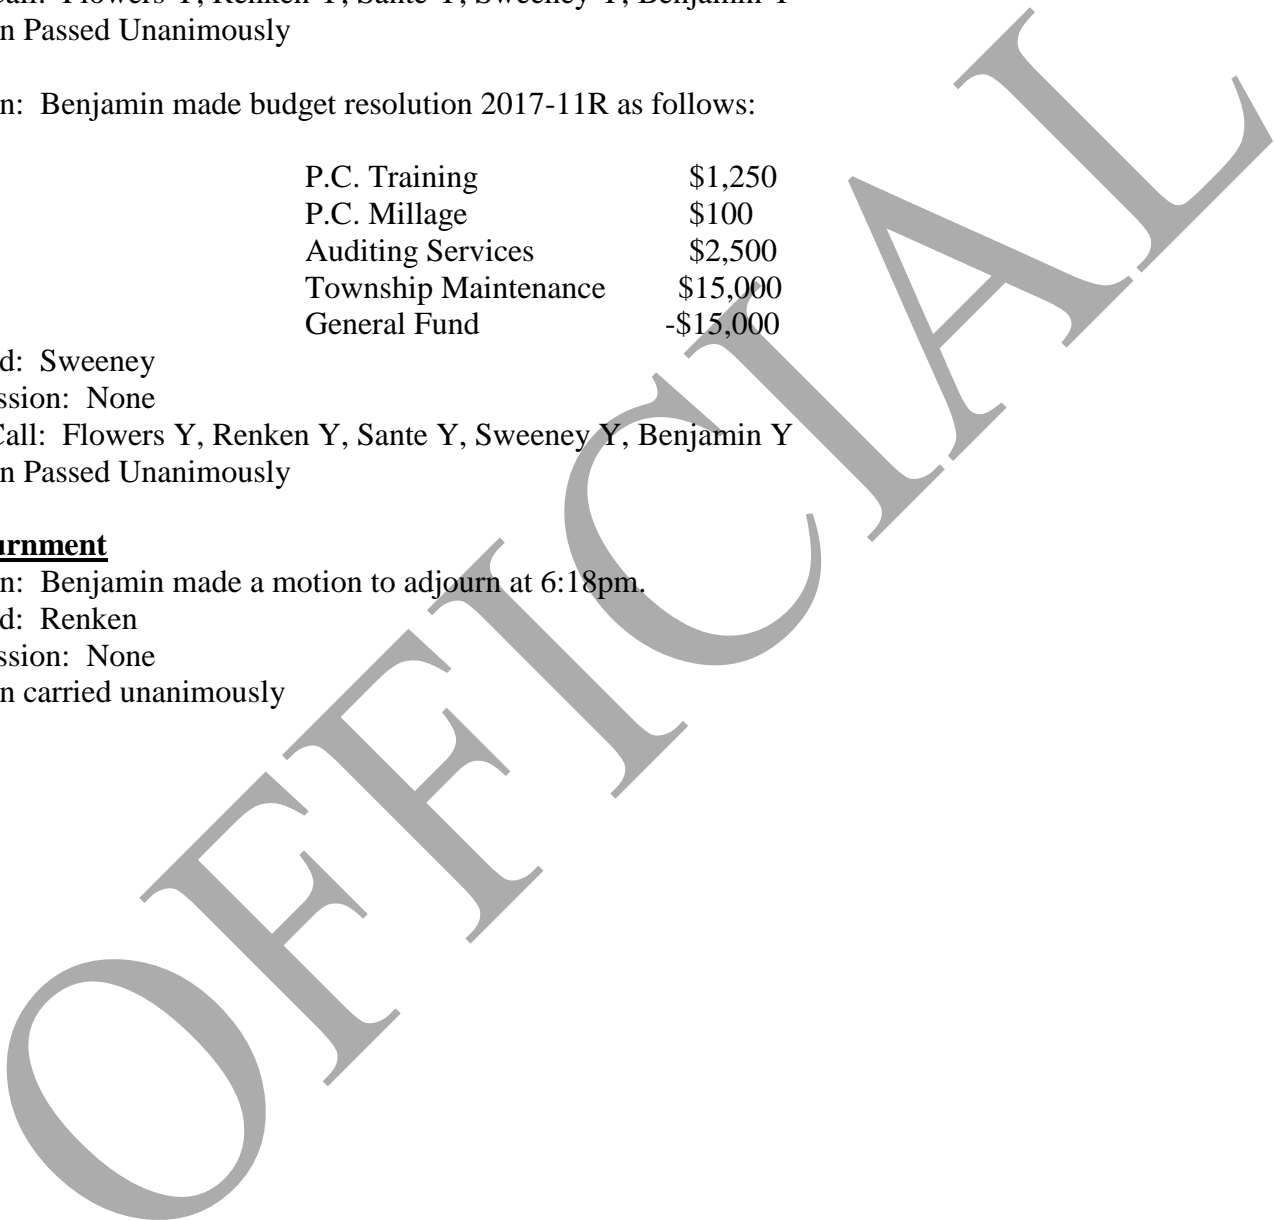 Call: Flowers Y, Renken Y, Sante Y, Sweeney Y, Benjamin Y
n Passed Unanimously
n: Benjamin made budget resolution 2017-11R as follows:
P.C. Training $1,250
P.C. Millage $100
Auditing Services $2,500
Township Maintenance $15,000
General Fund -$15,000
d: Sweeney
ssion: None
Call: Flowers Y, Renken Y, Sante Y, Sweeney Y, Benjamin Y
n Passed Unanimously
urnment
n: Benjamin made a motion to adjourn at 6:18pm.
d: Renken
ssion: None
n carried unanimously
OFFICIAL